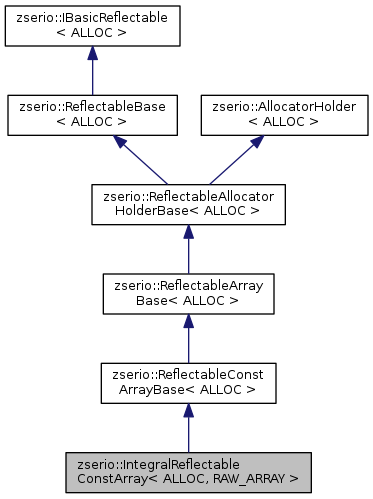 zserio::IBasicReflectable
< ALLOC >
zserio::ReflectableBase
< ALLOC >
zserio::AllocatorHolder
< ALLOC >
zserio::ReflectableAllocator
HolderBase< ALLOC >
zserio::ReflectableArray
Base< ALLOC >
zserio::ReflectableConst
ArrayBase< ALLOC >
zserio::IntegralReflectable
ConstArray< ALLOC, RAW_ARRAY >